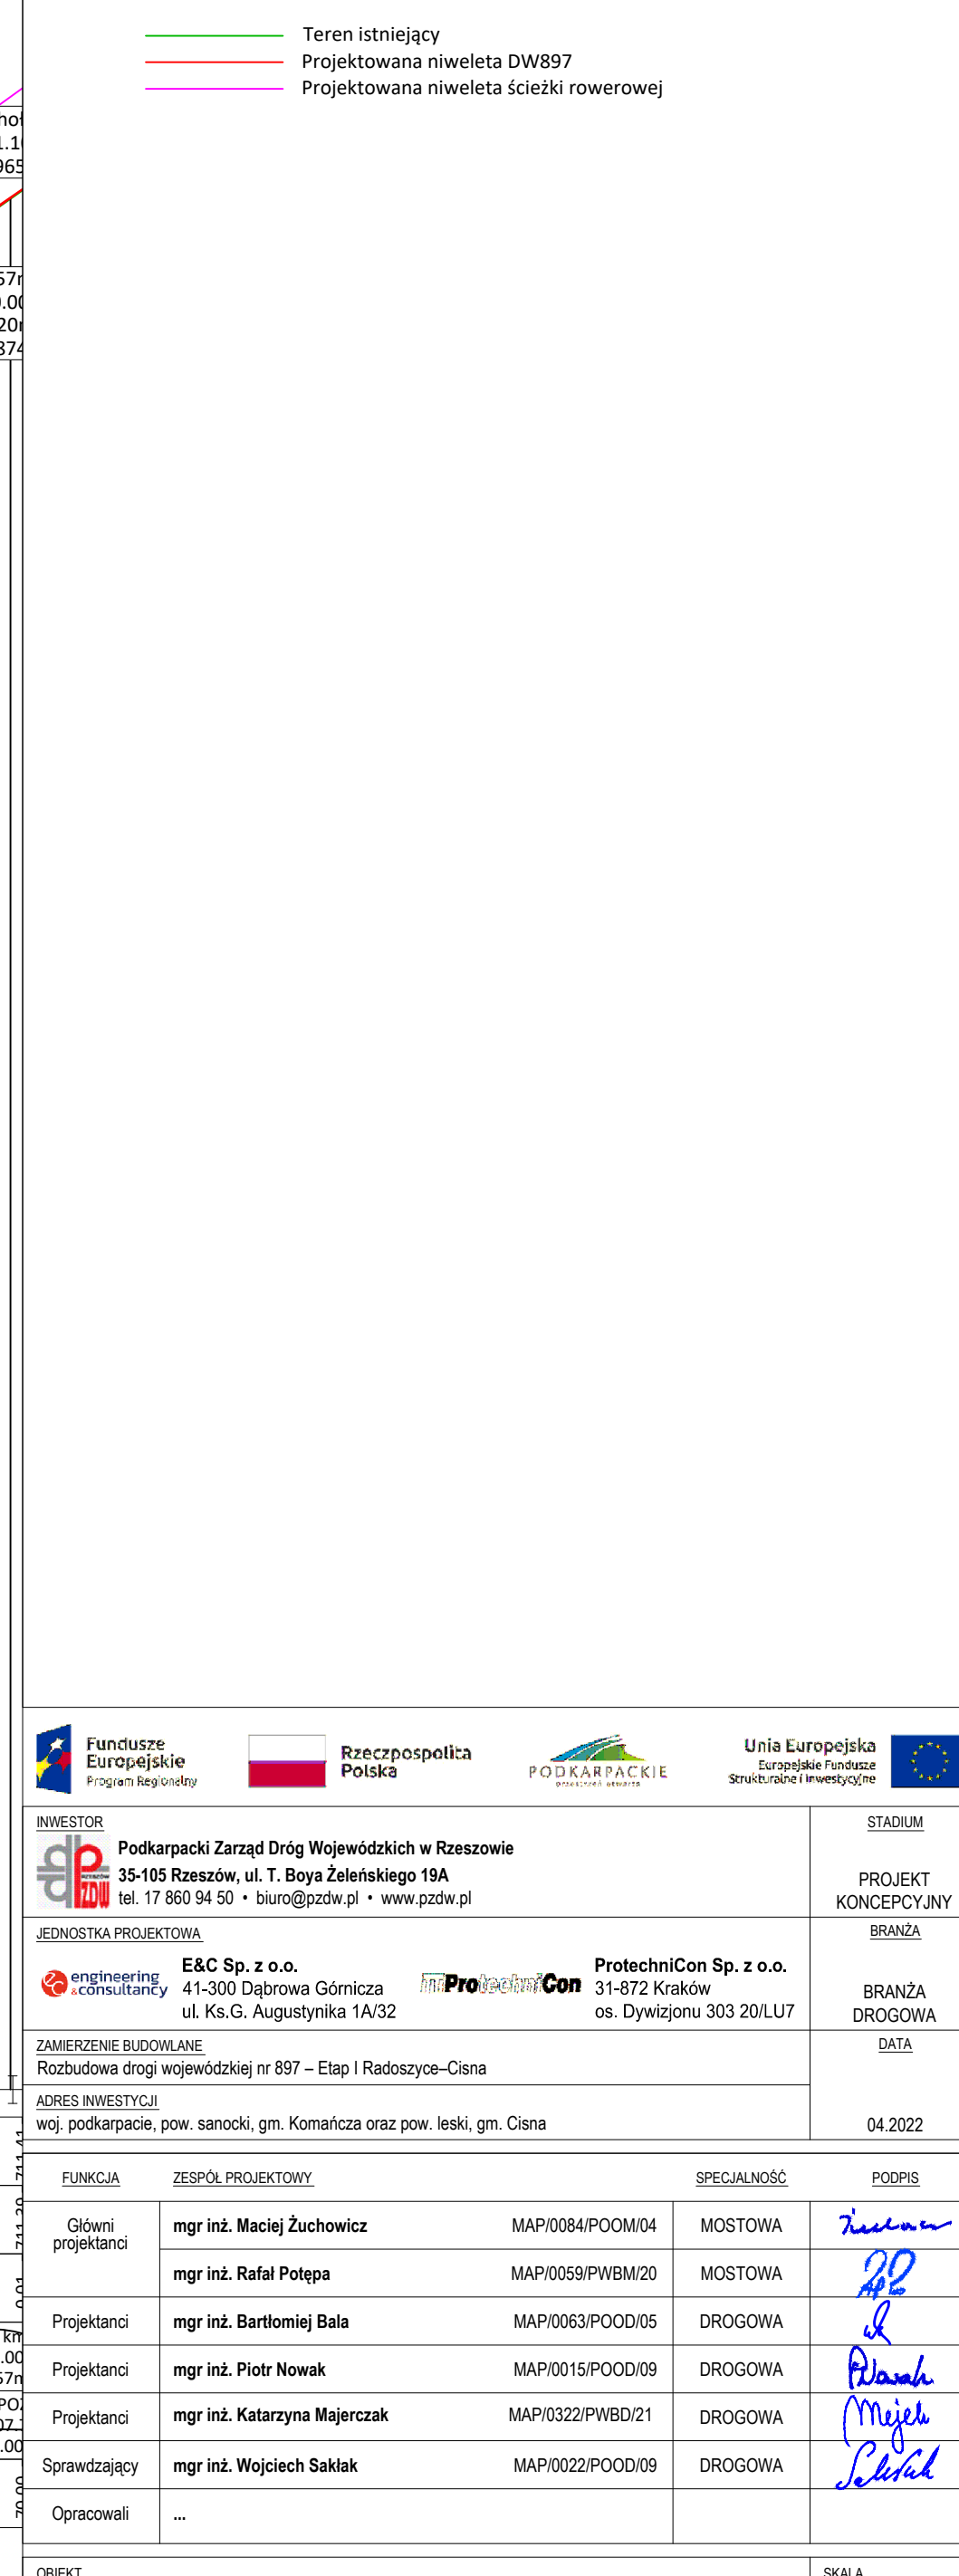 Teren istniejący
Projektowana niweleta DW897
Projektowana niweleta ścieżki rowerowej
Fundusze
Europejskie
Program Regionalny
Rzeczpospolita
Polska
PODKARPACKIE
przestrzeń otwarta
Unia Europejska
Europejskie Fundusze
Strukturalne i Inwestycyjne
INWESTOR
Podkarpacki Zarząd Dróg Wojewódzkich w Rzeszowie
35-105 Rzeszów, ul. T. Boya Żeleńskiego 19A
tel. 17 860 94 50 • biuro@pzdw.pl • www.pzdw.pl
STADIUM
PROJEKT
KONCEPCYJNY
JEDNOSTKA PROJEKTOWA
engineering
&consultancy
E&C Sp. z o.o.
41-300 Dąbrowa Górnicza
ul. Ks.G. Augustynika 1A/32
ProtechniCon
ProtechniCon Sp. z o.o.
31-872 Kraków
os. Dywizjonu 303 20/LU7
BRANŻA
BRANŻA
DROGOWA
ZAMIERZENIE BUDOWLANE
Rozbudowa drogi wojewódzkiej nr 897 – Etap I Radoszyce–Cisna
DATA
ADRES INWESTYCJI
woj. podkarpacie, pow. sanocki, gm. Komańcza oraz pow. leski, gm. Cisna
04.2022
FUNKCJA ZESPÓŁ PROJEKTOWY SPECJALNOŚĆ PODPIS
Główni
projektanci
mgr inż. Maciej Żuchowicz MAP/0084/POOM/04 MOSTOWA
mgr inż. Rafał Potępa MAP/0059/PWBM/20 MOSTOWA
Projektanci mgr inż. Bartłomiej Bala MAP/0063/POOD/05 DROGOWA
Projektanci mgr inż. Piotr Nowak MAP/0015/POOD/09 DROGOWA
Projektanci mgr inż. Katarzyna Majerczak MAP/0322/PWBD/21 DROGOWA
Sprawdzający mgr inż. Wojciech Sakłak MAP/0022/POOD/09 DROGOWA
Opracowali ...
OBIEKT
SKALA